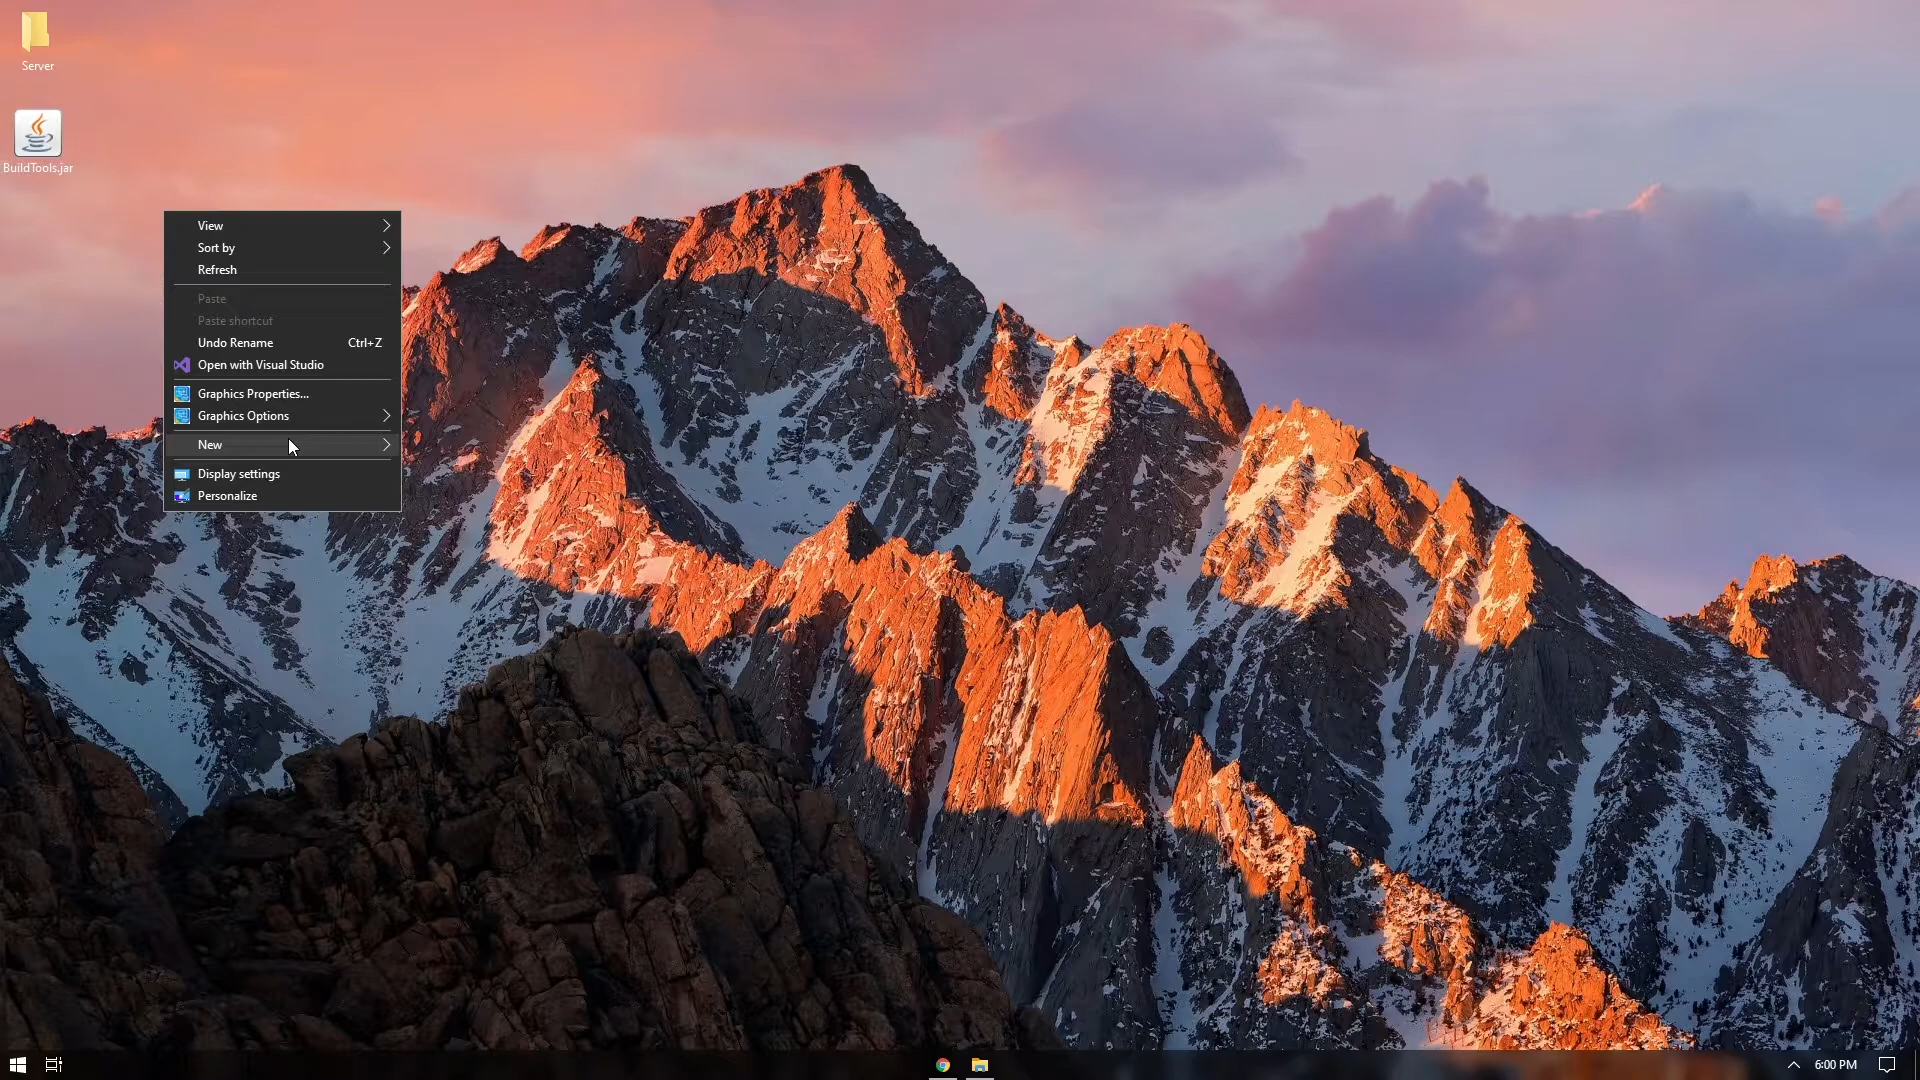 Server
BuildTools.jar
View
Sort by
Refresh
Paste
Paste shortcut
Undo Rename Ctrl+Z
Open with Visual Studio
Graphics Properties...
Graphics Options
New
Display settings
Personalize
6:00 PM